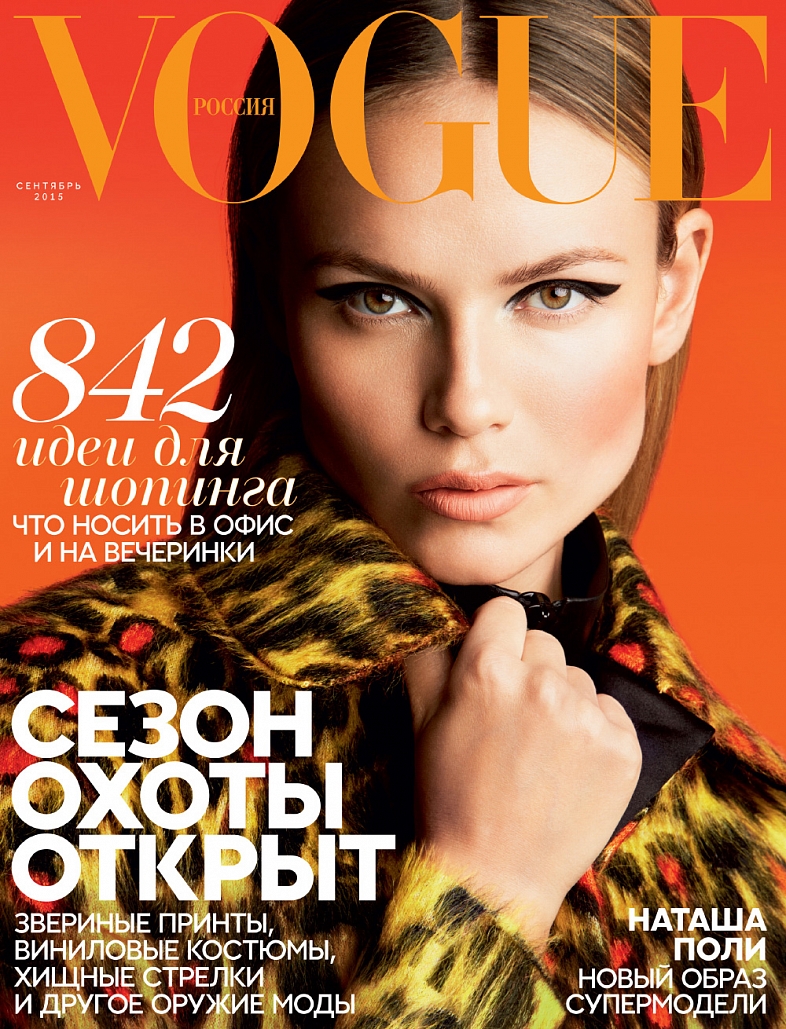 VOGUE
РОССИЯ
СЕНТЯБРЬ
2015
842
идеи для
шопинга
ЧТО НОСИТЬ В ОФИС
И НА ВЕЧЕРИНКИ
СЕЗОН
ОХОТЫ
ОТКРЫТ
ЗВЕРИНЫЕ ПРИНТЫ,
ВИНИЛОВЫЕ КОСТЮМЫ,
ХИЩНЫЕ СТРЕЛКИ
И ДРУГОЕ ОРУЖИЕ МОДЫ
НАТАША
ПОЛИ
НОВЫЙ ОБРАЗ
СУПЕРМОДЕЛИ